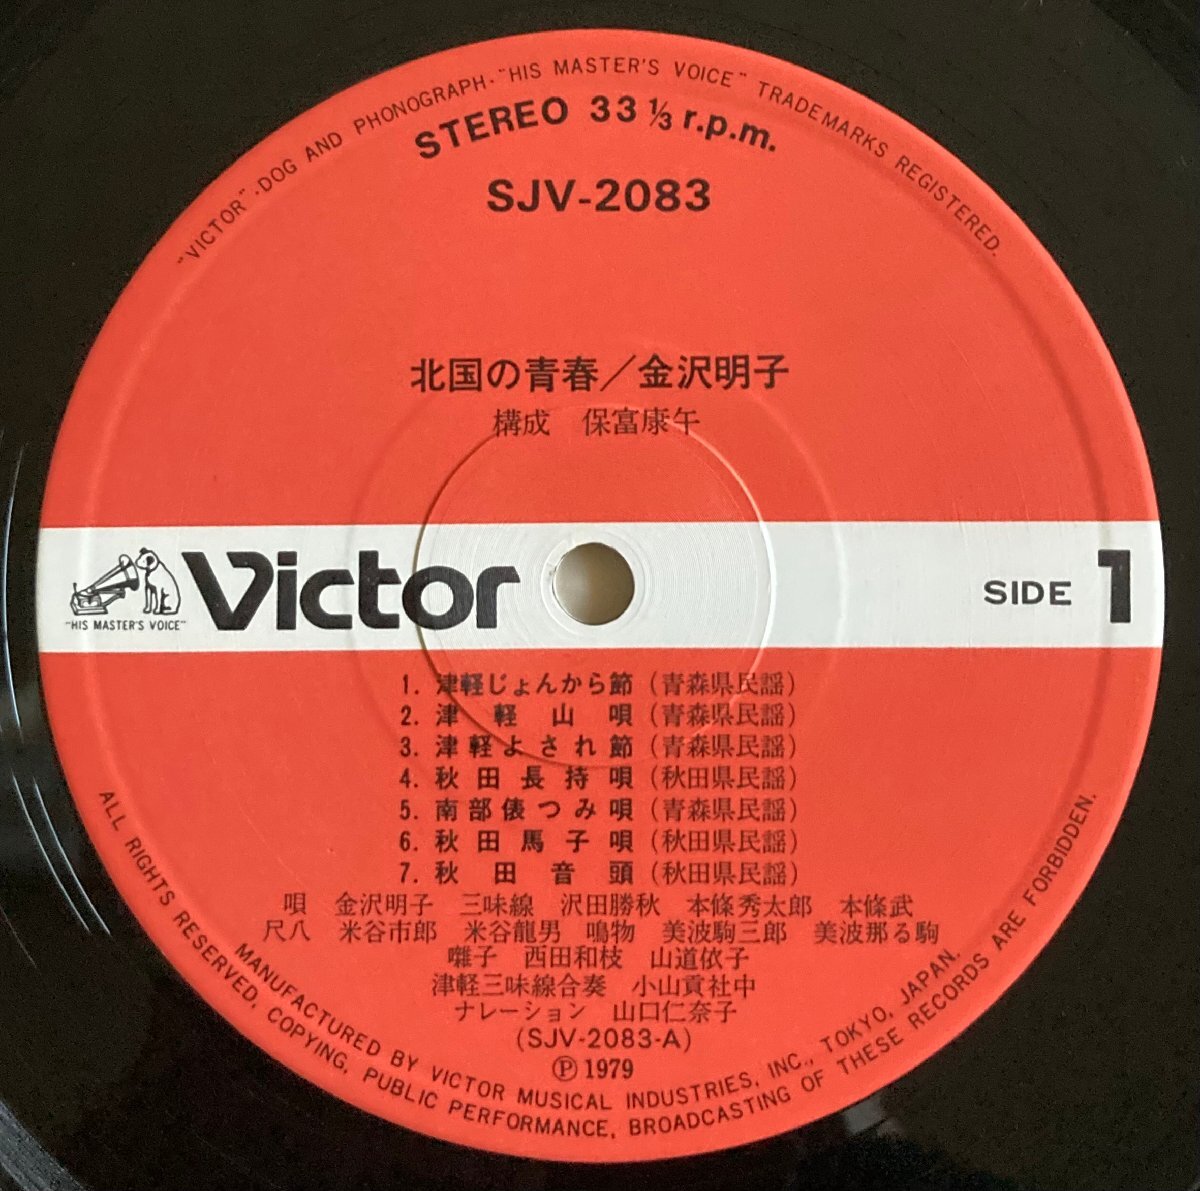 "VICTOR"·DOG AND PHONOGRAPH·"HIS MASTER'S VOICE" TRADEMARKS REGISTERED.
STEREO 33 1/3 r.p.m.
SJV-2083
北国の青春／金沢明子
構成 保富康午
Victor
"HIS MASTER'S VOICE"
SIDE 1
1. 津軽じょんから節（青森県民謡）
2. 津軽山唄（青森県民謡）
3. 津軽よされ節（青森県民謡）
4. 秋田長持唄（秋田県民謡）
5. 南部俵つみ唄（青森県民謡）
6. 秋田馬子唄（秋田県民謡）
7. 秋田音頭（秋田県民謡）
唄 金沢明子 三味線 沢田勝秋 本條秀太郎 本條武
尺八 米谷市郎 米谷龍男 鳴物 美波駒三郎 美波那る駒
囃子 西田和枝 山道依子
津軽三味線合奏 小山貢社中
ナレーション 山口仁奈子
(SJV-2083-A)
Ⓟ 1979
MANUFACTURED BY VICTOR MUSICAL INDUSTRIES, INC., TOKYO, JAPAN.
ALL RIGHTS RESERVED, COPYING, PUBLIC PERFORMANCE, BROADCASTING OF THESE RECORDS ARE FORBIDDEN.